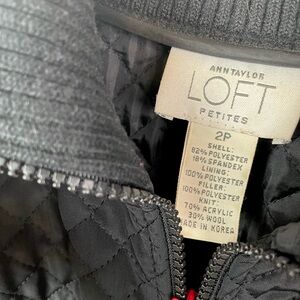 ANN TAYLOR
LOFT
PETITES
2P
SHELL:
82% POLYESTER
18% SPANDEX
LINING:
100% POLYESTER
FILLER:
100% POLYESTER
KNIT:
70% ACRYLIC
30% WOOL
MADE IN KOREA